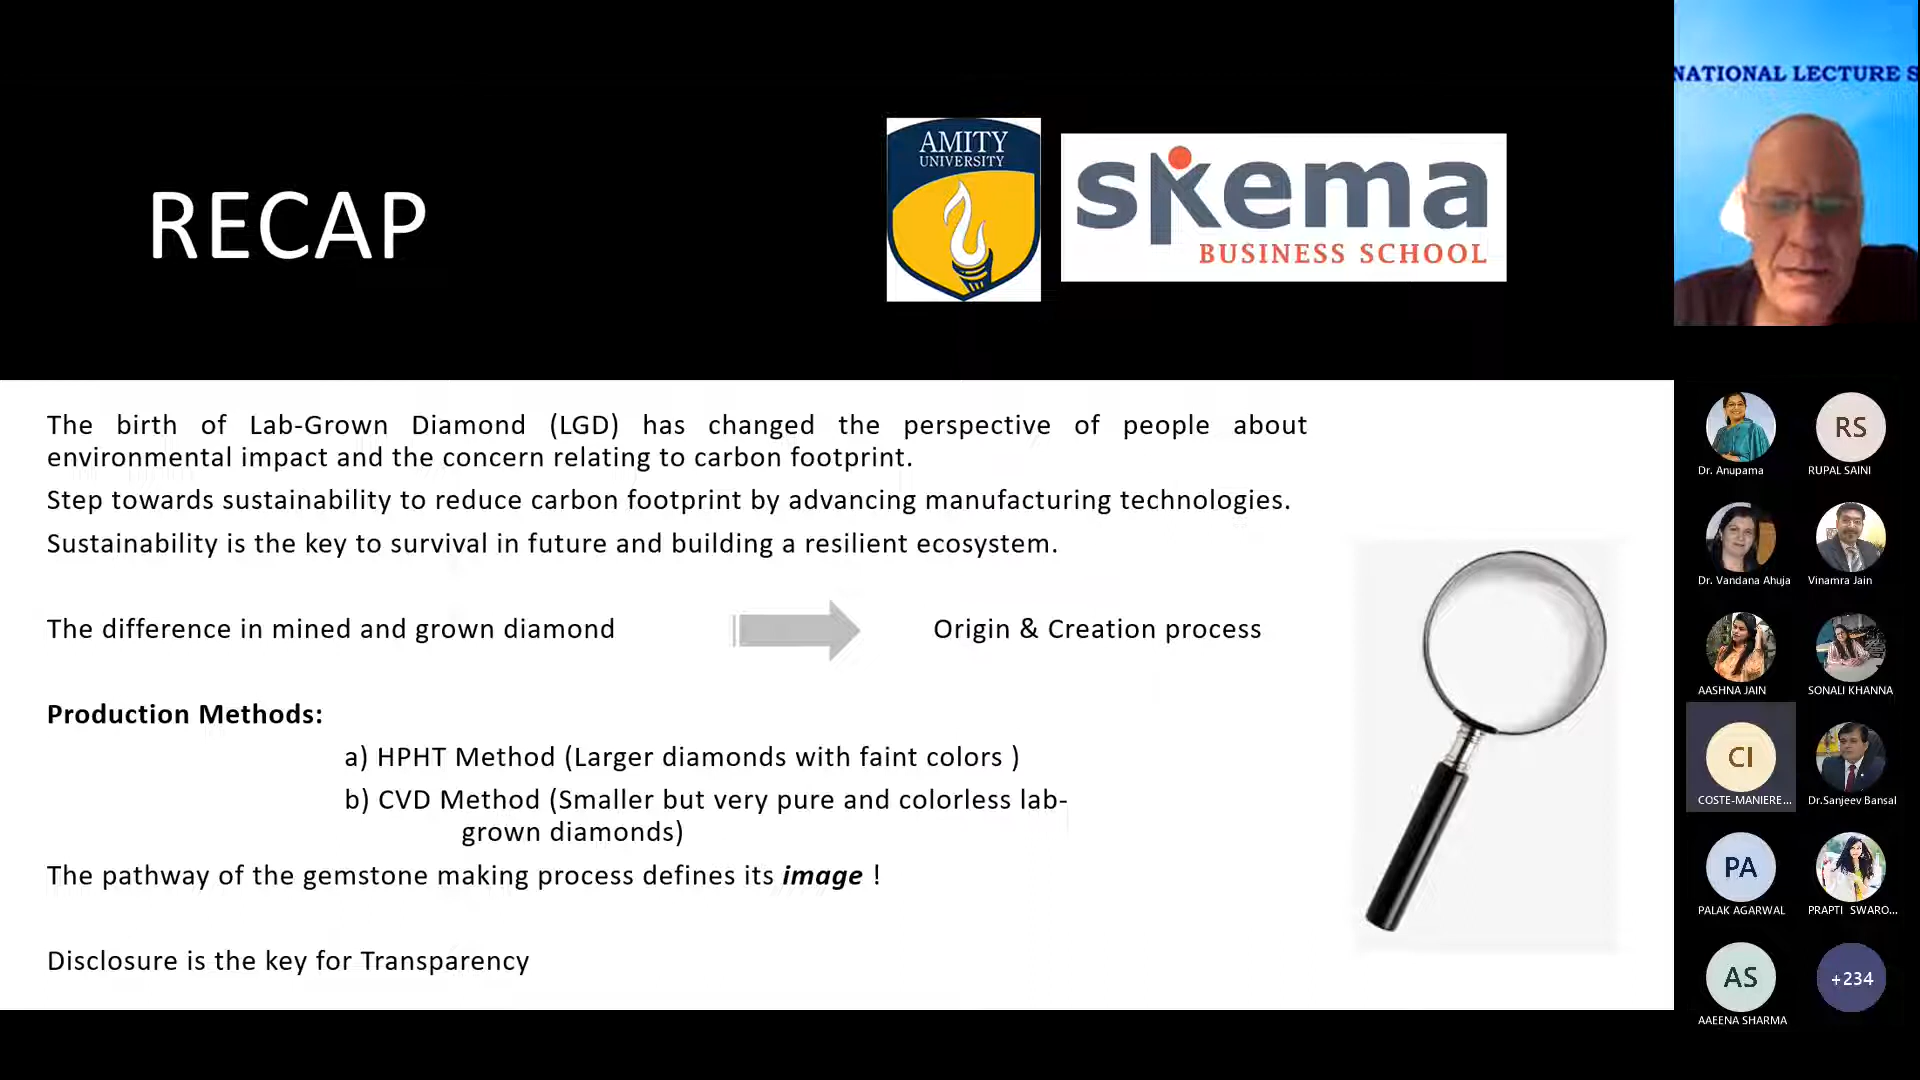 NATIONAL LECTURE S
AMITY
UNIVERSITY
skema
BUSINESS SCHOOL
RECAP
The birth of Lab-Grown Diamond (LGD) has changed the perspective of people about
environmental impact and the concern relating to carbon footprint.
Step towards sustainability to reduce carbon footprint by advancing manufacturing technologies.
Sustainability is the key to survival in future and building a resilient ecosystem.
The difference in mined and grown diamond
Origin & Creation process
Production Methods:
a) HPHT Method (Larger diamonds with faint colors )
b) CVD Method (Smaller but very pure and colorless lab-
grown diamonds)
The pathway of the gemstone making process defines its image !
Disclosure is the key for Transparency
Dr. Anupama
RS
RUPAL SAINI
Dr. Vandana Ahuja
Vinamra Jain
AASHNA JAIN
SONALI KHANNA
CI
COSTE-MANIERE...
Dr.Sanjeev Bansal
PA
PALAK AGARWAL
PRAPTI SWARO...
AS
AAEENA SHARMA
+234